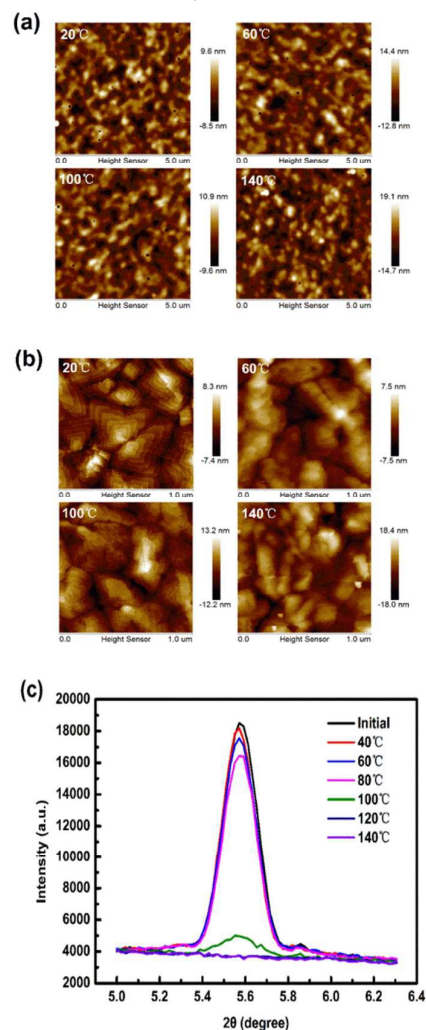 (a)
20℃
9.6 nm
-8.5 nm
0.0 Height Sensor 5.0 um
60℃
14.4 nm
-12.8 nm
0.0 Height Sensor 5.0 um
100℃
10.9 nm
-9.6 nm
0.0 Height Sensor 5.0 um
140℃
19.1 nm
-14.7 nm
0.0 Height Sensor 5.0 um
(b)
20℃
8.3 nm
-7.4 nm
0.0 Height Sensor 1.0 um
60℃
7.5 nm
-7.5 nm
0.0 Height Sensor 1.0 um
100℃
13.2 nm
-12.2 nm
0.0 Height Sensor 1.0 um
140℃
18.4 nm
-18.0 nm
0.0 Height Sensor 1.0 um
(c)
20000
18000
16000
14000
12000
10000
8000
6000
4000
2000
Intensity (a.u.)
Initial
40℃
60℃
80℃
100℃
120℃
140℃
5.0 5.2 5.4 5.6 5.8 6.0 6.2 6.4
2θ (degree)